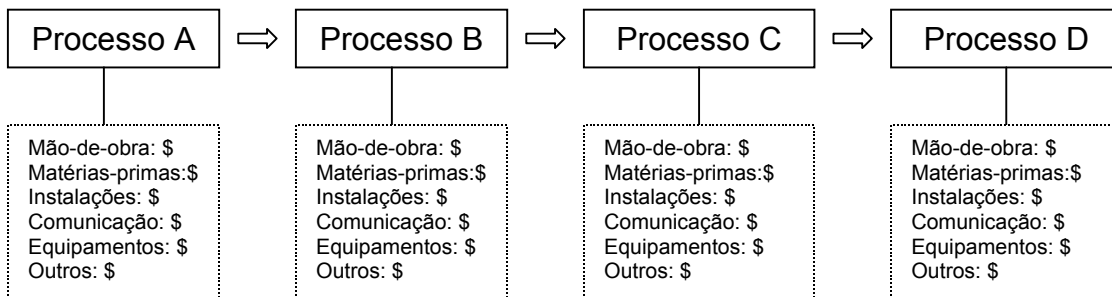 Processo A
Processo B
Processo C
Processo D
Mão-de-obra: $
Matérias-primas:$
Instalações: $
Comunicação: $
Equipamentos: $
Outros: $
Mão-de-obra: $
Matérias-primas:$
Instalações: $
Comunicação: $
Equipamentos: $
Outros: $
Mão-de-obra: $
Matérias-primas:$
Instalações: $
Comunicação: $
Equipamentos: $
Outros: $
Mão-de-obra: $
Matérias-primas:$
Instalações: $
Comunicação: $
Equipamentos: $
Outros: $